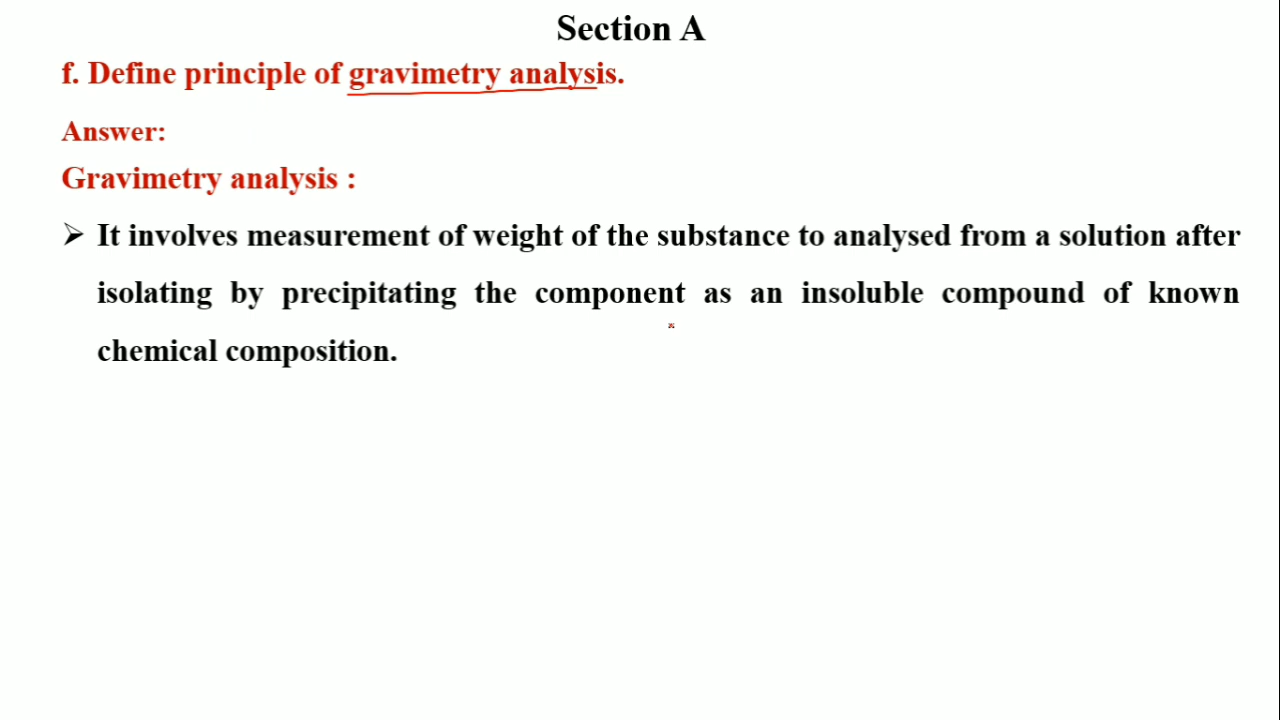 Section A
f. Define principle of gravimetry analysis.
Answer:
Gravimetry analysis :
➢ It involves measurement of weight of the substance to analysed from a solution after
isolating by precipitating the component as an insoluble compound of known
chemical composition.